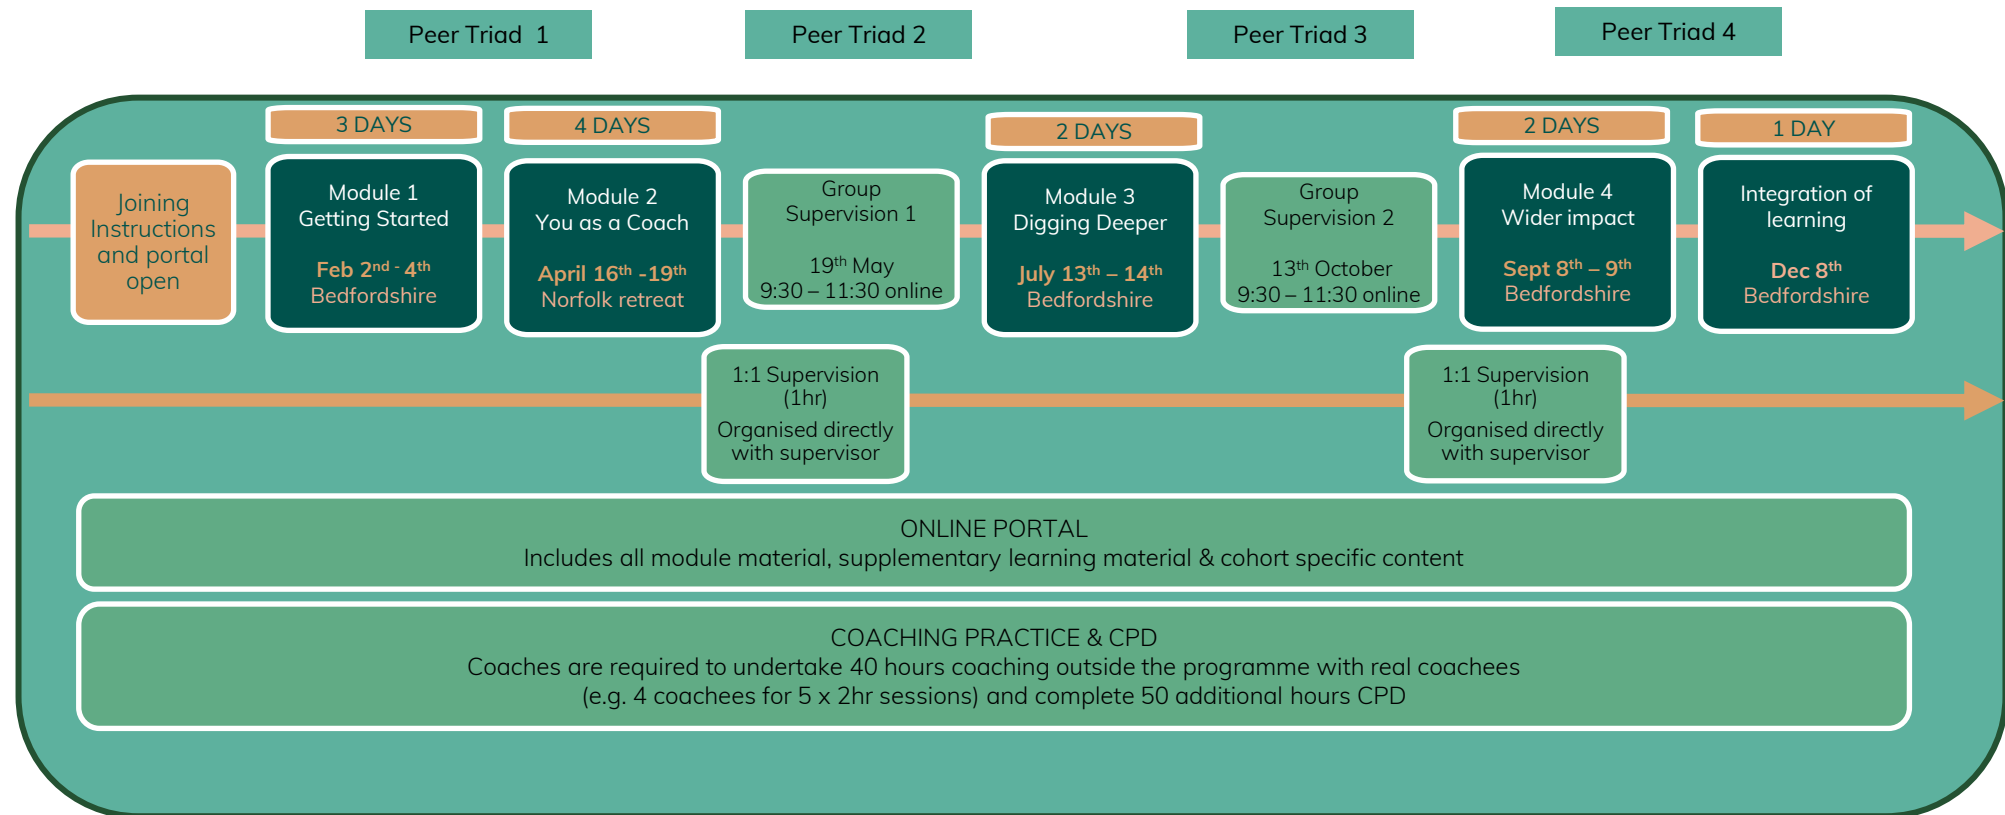 Peer Triad 1
Peer Triad 2
Peer Triad 3
Peer Triad 4
3 DAYS
4 DAYS
2 DAYS
2 DAYS
1 DAY
Joining
Instructions
and portal
open
Module 1
Getting Started
Feb 2nd - 4th
Bedfordshire
Module 2
You as a Coach
April 16th -19th
Norfolk retreat
Group
Supervision 1
19th May
9:30 – 11:30 online
Module 3
Digging Deeper
July 13th – 14th
Bedfordshire
Group
Supervision 2
13th October
9:30 – 11:30 online
Module 4
Wider impact
Sept 8th – 9th
Bedfordshire
Integration of
learning
Dec 8th
Bedfordshire
1:1 Supervision
(1hr)
Organised directly
with supervisor
1:1 Supervision
(1hr)
Organised directly
with supervisor
ONLINE PORTAL
Includes all module material, supplementary learning material & cohort specific content
COACHING PRACTICE & CPD
Coaches are required to undertake 40 hours coaching outside the programme with real coachees
(e.g. 4 coachees for 5 x 2hr sessions) and complete 50 additional hours CPD